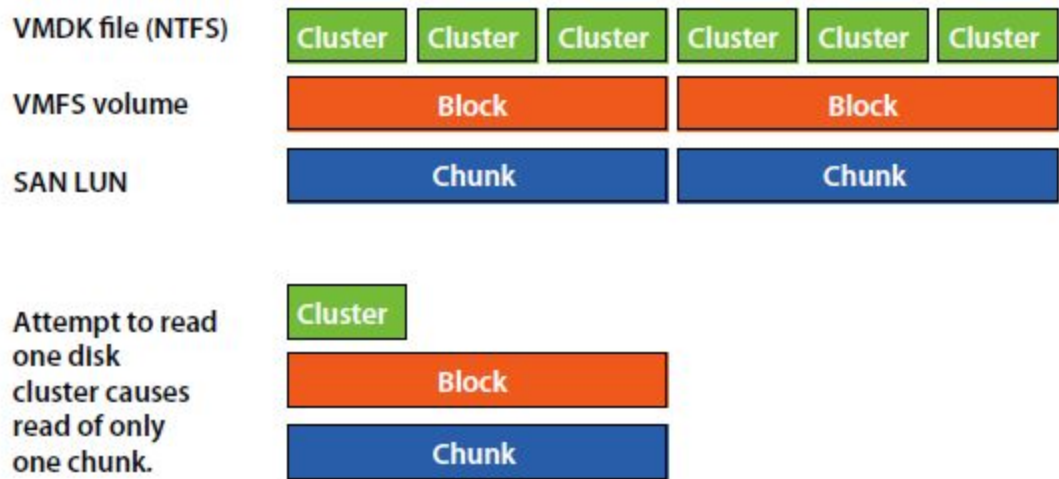 VMDK file (NTFS) Cluster Cluster Cluster Cluster Cluster Cluster
VMFS volume Block Block
SAN LUN Chunk Chunk
Attempt to read
one disk
cluster causes
read of only
one chunk.
Cluster
Block
Chunk